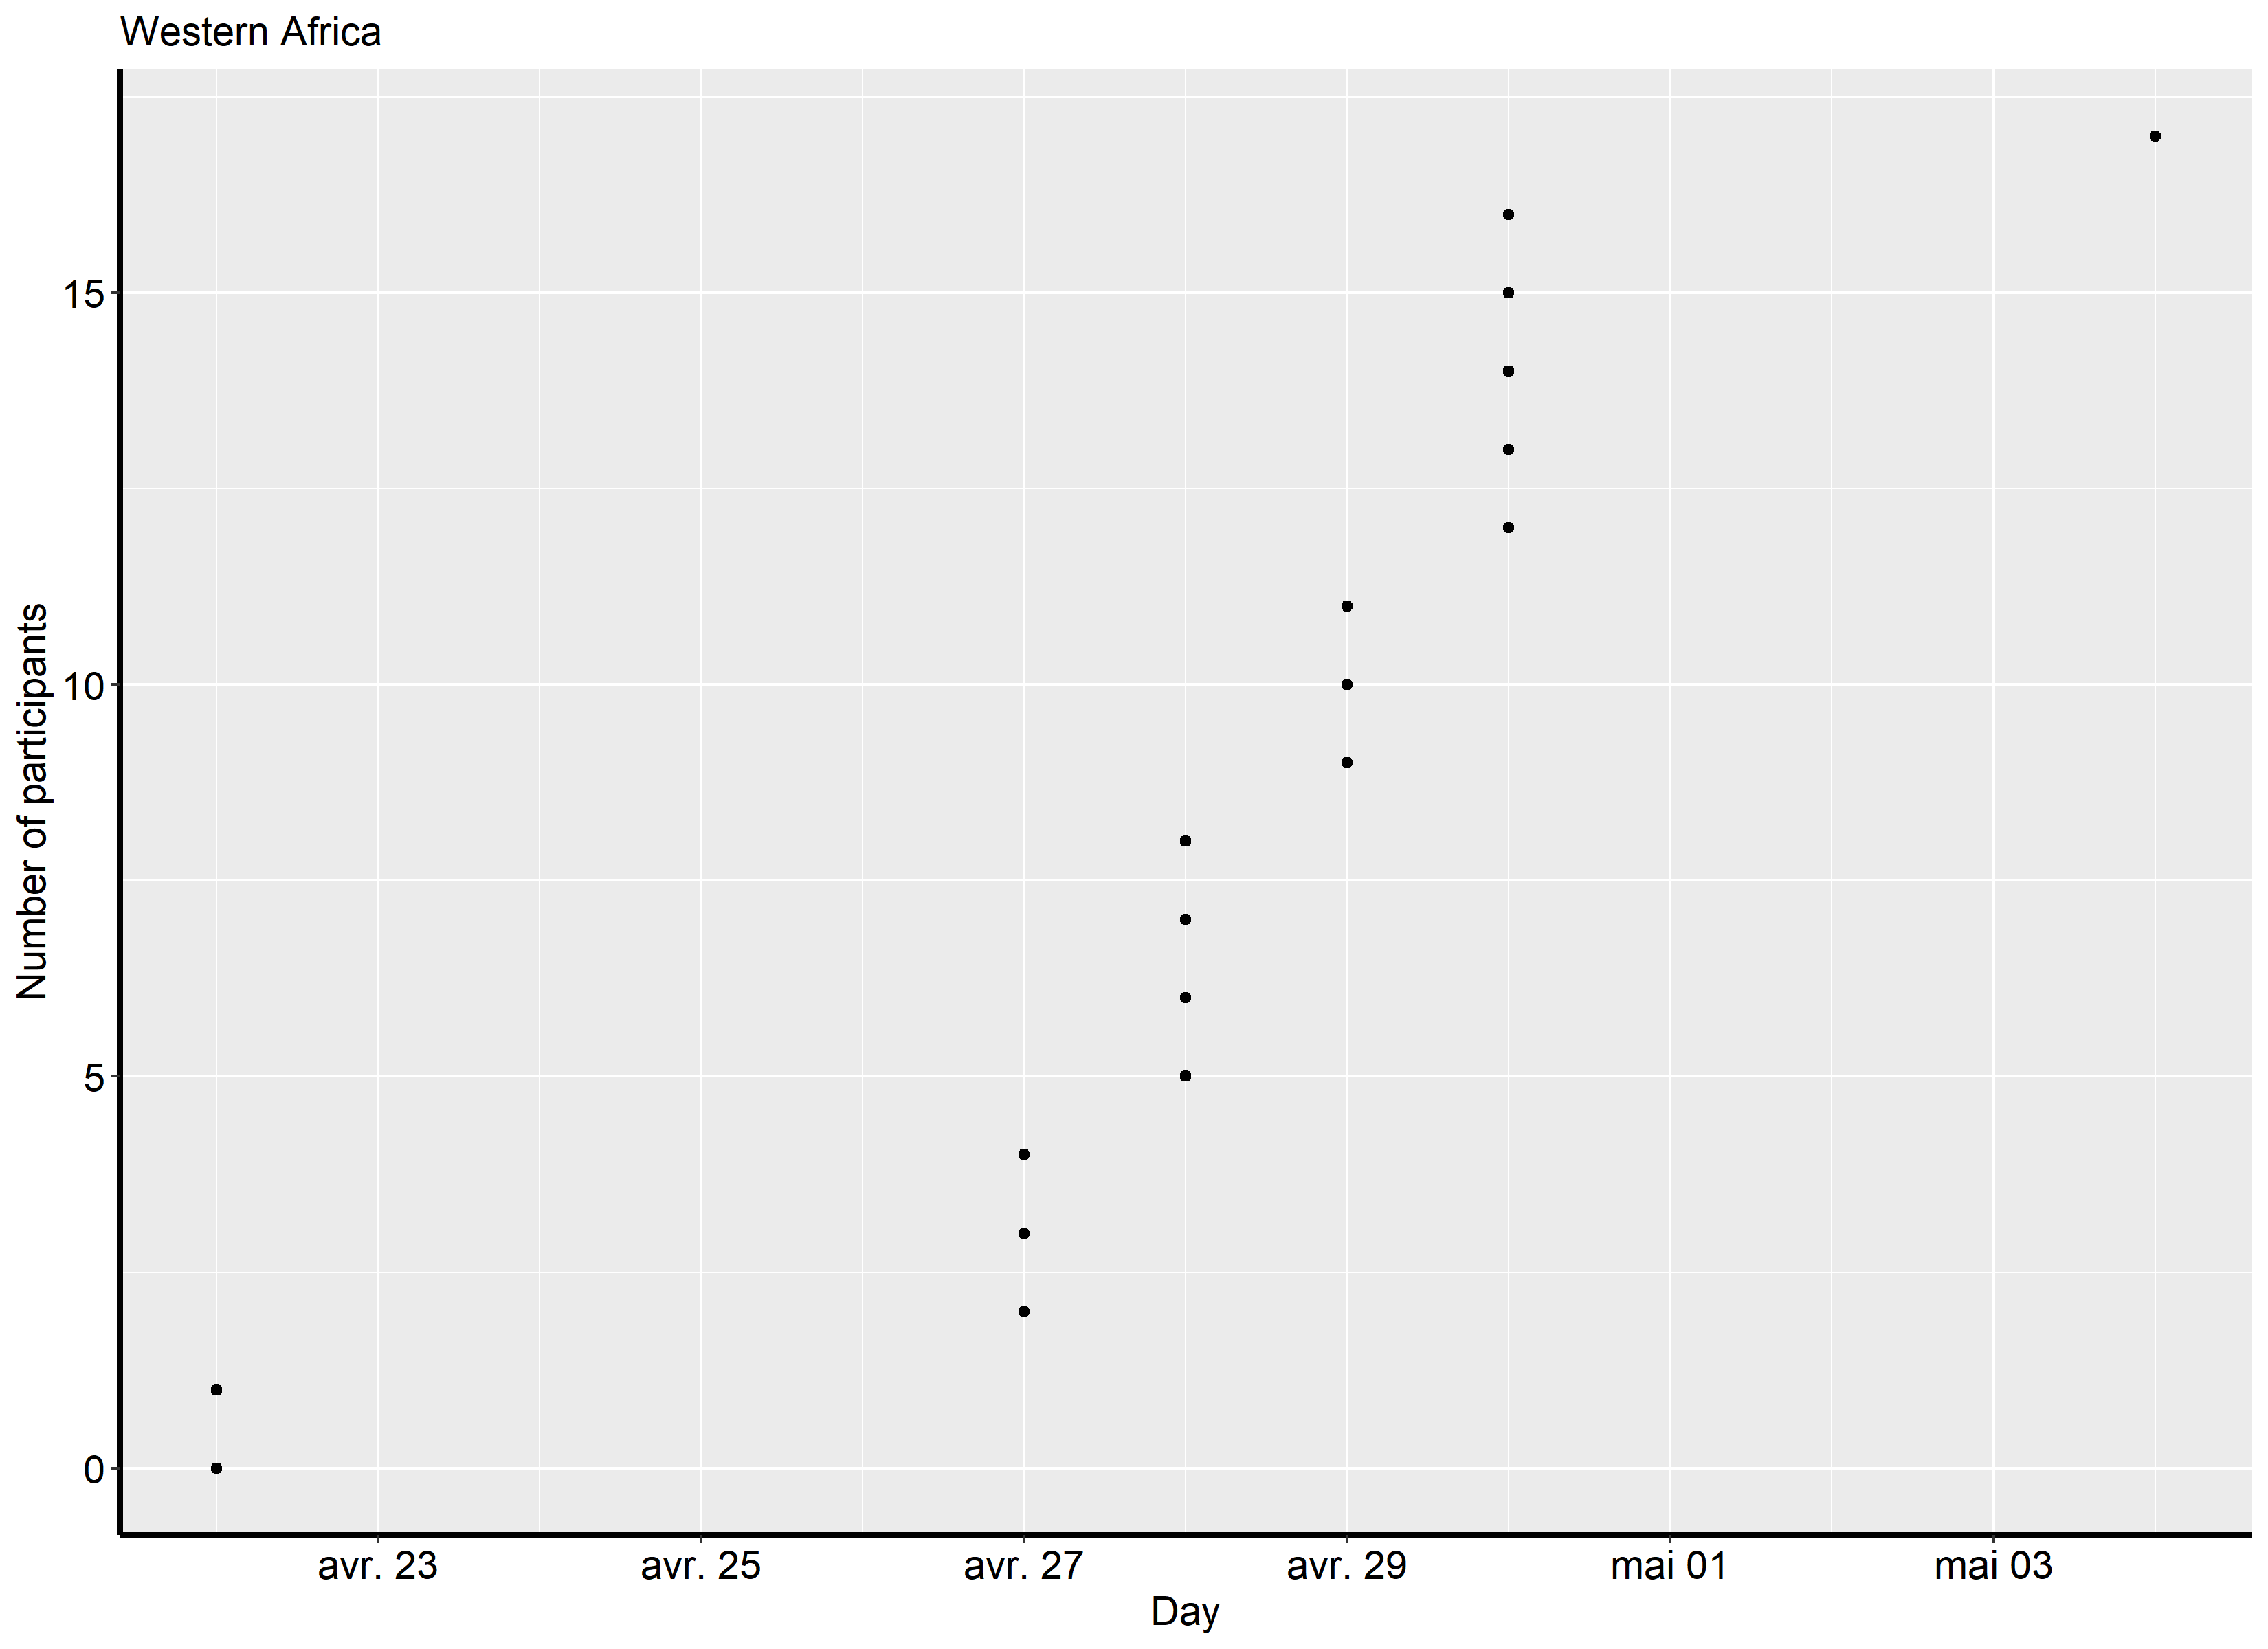 Western Africa
Number of participants
15
10
5
0
avr. 23 avr. 25 avr. 27 avr. 29 mai 01 mai 03
Day